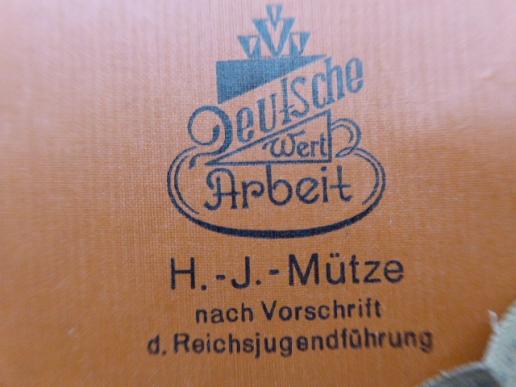 Deutsche
Wert
Arbeit
H.-J.-Mütze
nach Vorschrift
d. Reichsjugendführung